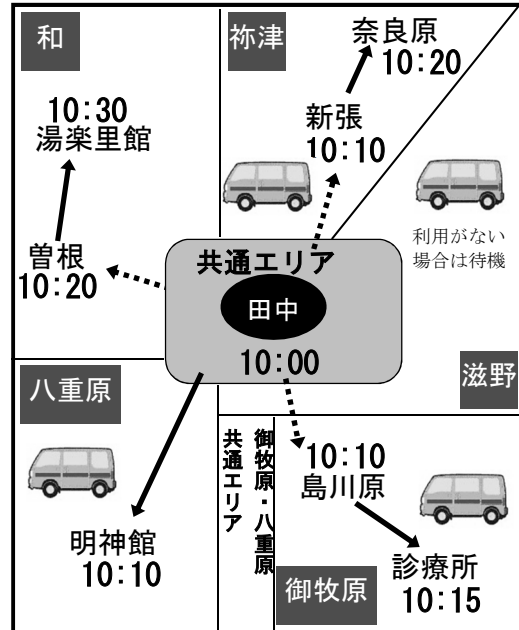 和
祢津
奈良原
10:20
10:30
湯楽里館
新張
10:10
利用がない
場合は待機
曽根
10:20
共通エリア
田中
10:00
滋野
八重原
明神館
10:10
御牧原・八重原
共通エリア
10:10
島川原
御牧原
診療所
10:15